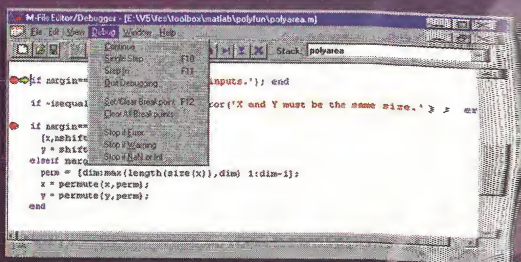 M-File Editor/Debugger - [E:\V5\les\toolbox\matlab\polyfun\polyarea.m]
File Edit View Debug Window Help
Stack: polyarea
Continue
Single Step F10
Step In F11
Quit Debugging
Set/Clear Breakpoint F12
Clear All Breakpoints
Stop if Error
Stop if Warning
Stop if NaN or Inf
if nargin== inputs.'); end
if ~isequal ror('X and Y must be the same size.'
if nargin==
[x,nshift
y = shift
elseif narg
perm = [dim:max(length(size(x)),dim) 1:dim-1];
x = permute(x,perm);
y = permute(y,perm);
end